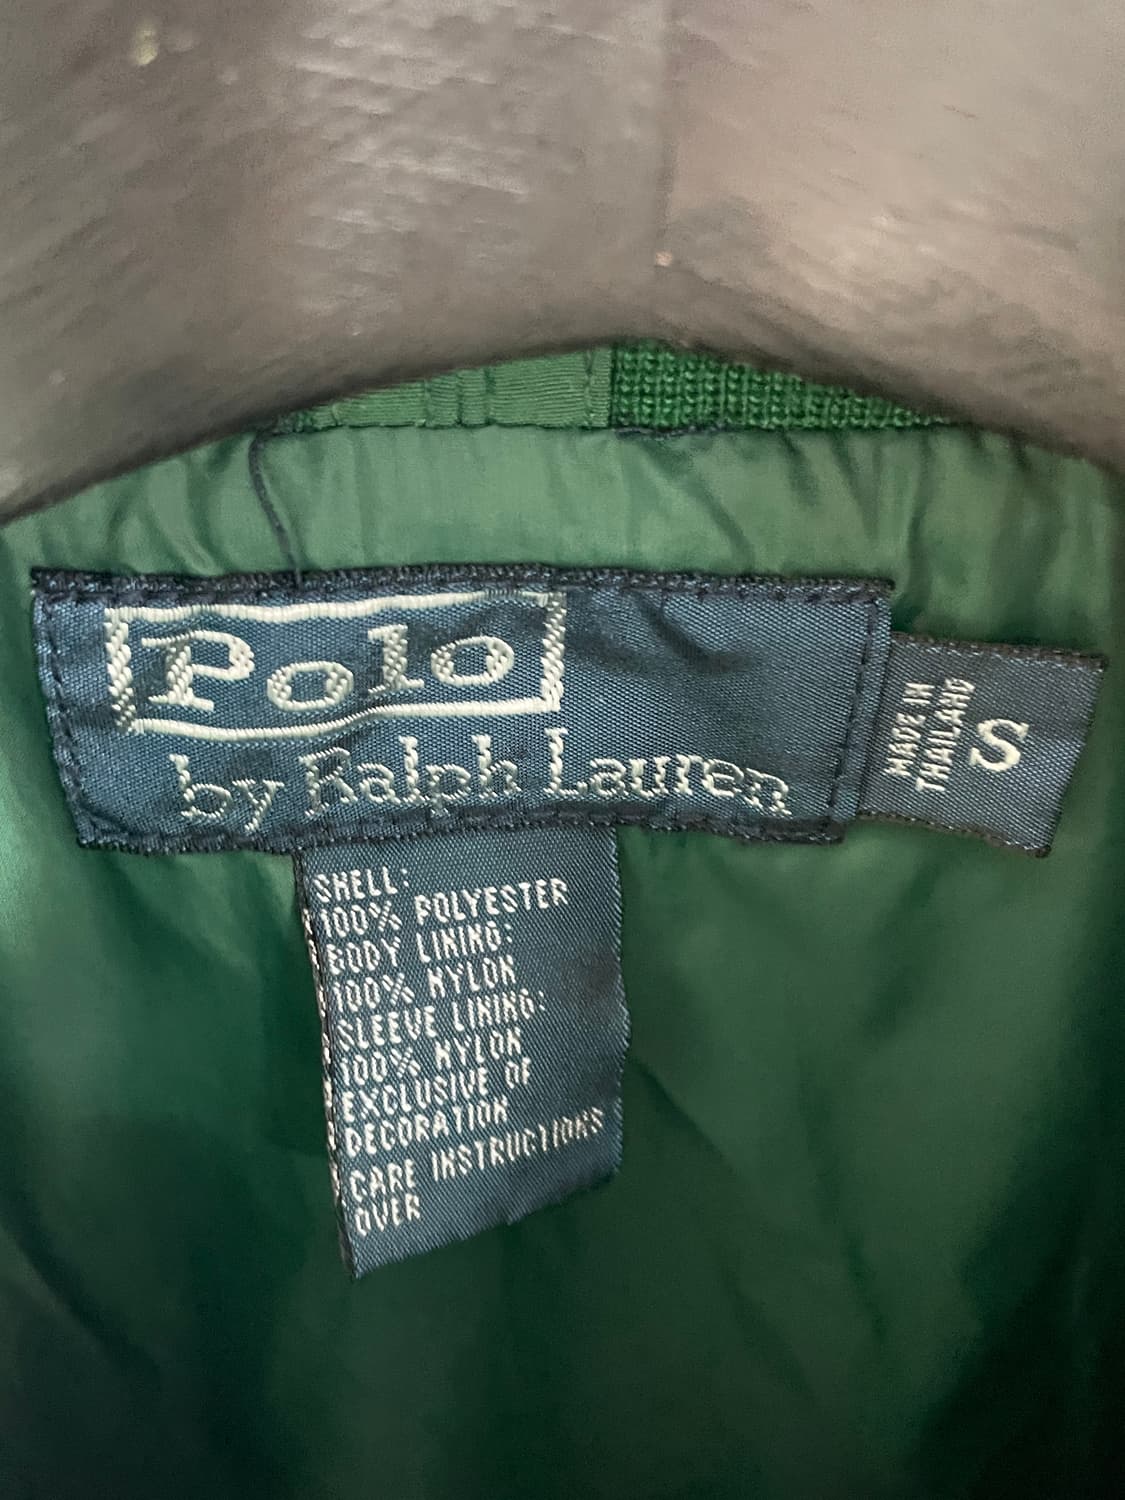 Polo
by Ralph Lauren
MADE IN
THAILAND
S
SHELL:
100% POLYESTER
BODY LINING:
100% NYLON
SLEEVE LINING:
100% NYLON
EXCLUSIVE OF
DECORATION
CARE INSTRUCTIONS
OVER